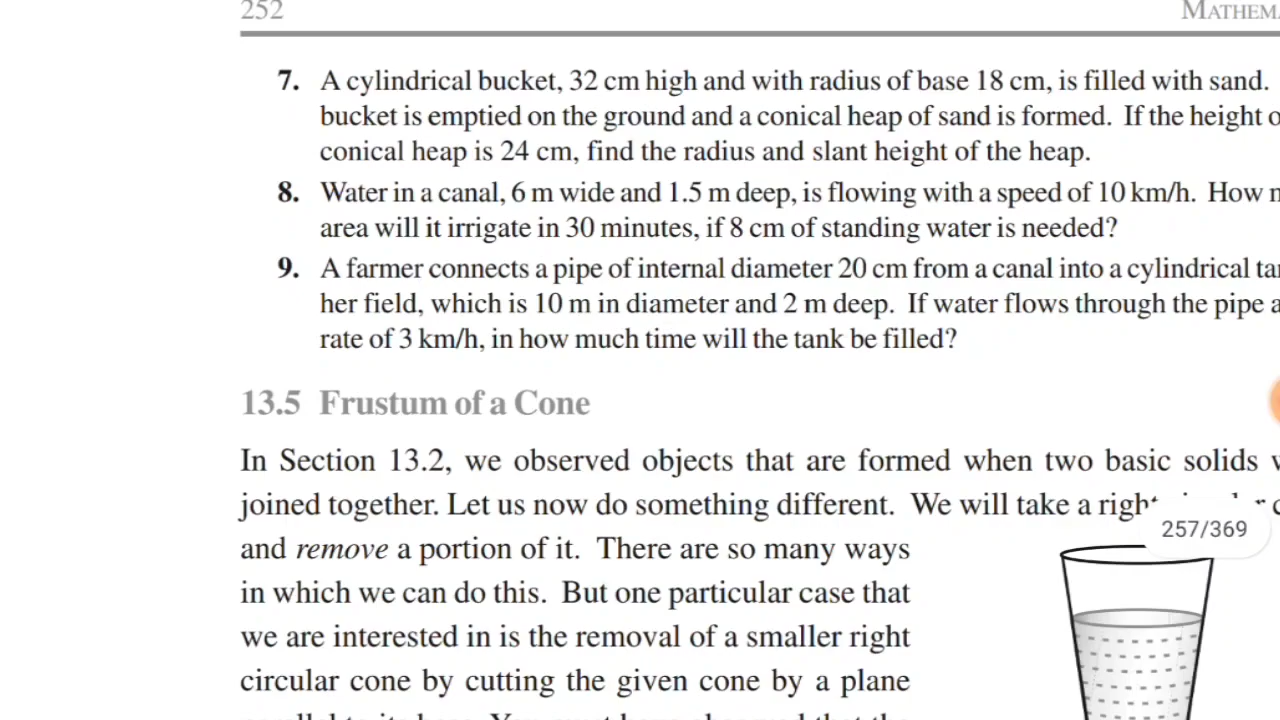 252
7. A cylindrical bucket, 32 cm high and with radius of base 18 cm, is filled with sand.
bucket is emptied on the ground and a conical heap of sand is formed. If the height
conical heap is 24 cm, find the radius and slant height of the heap.
8. Water in a canal, 6 m wide and 1.5 m deep, is flowing with a speed of 10 km/h. How
area will it irrigate in 30 minutes, if 8 cm of standing water is needed?
9. A farmer connects a pipe of internal diameter 20 cm from a canal into a cylindrical
her field, which is 10 m in diameter and 2 m deep. If water flows through the pipe
rate of 3 km/h, in how much time will the tank be filled?
13.5 Frustum of a Cone
In Section 13.2, we observed objects that are formed when two basic solids
joined together. Let us now do something different. We will take a
257/369
and remove a portion of it. There are so many ways
in which we can do this. But one particular case that
we are interested in is the removal of a smaller right
circular cone by cutting the given cone by a plane